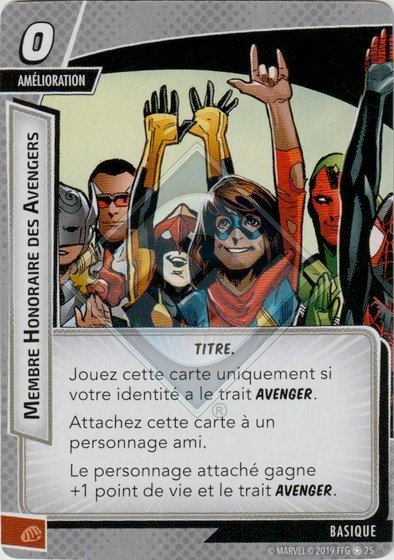 0
AMÉLIORATION
MEMBRE HONORAIRE DES AVENGERS
TITRE.
Jouez cette carte uniquement si
votre identité a le trait AVENGER.
Attachez cette carte à un
personnage ami.
®
Le personnage attaché gagne
+1 point de vie et le trait AVENGER.
BASIQUE
© MARVEL © 2019 FFG 25